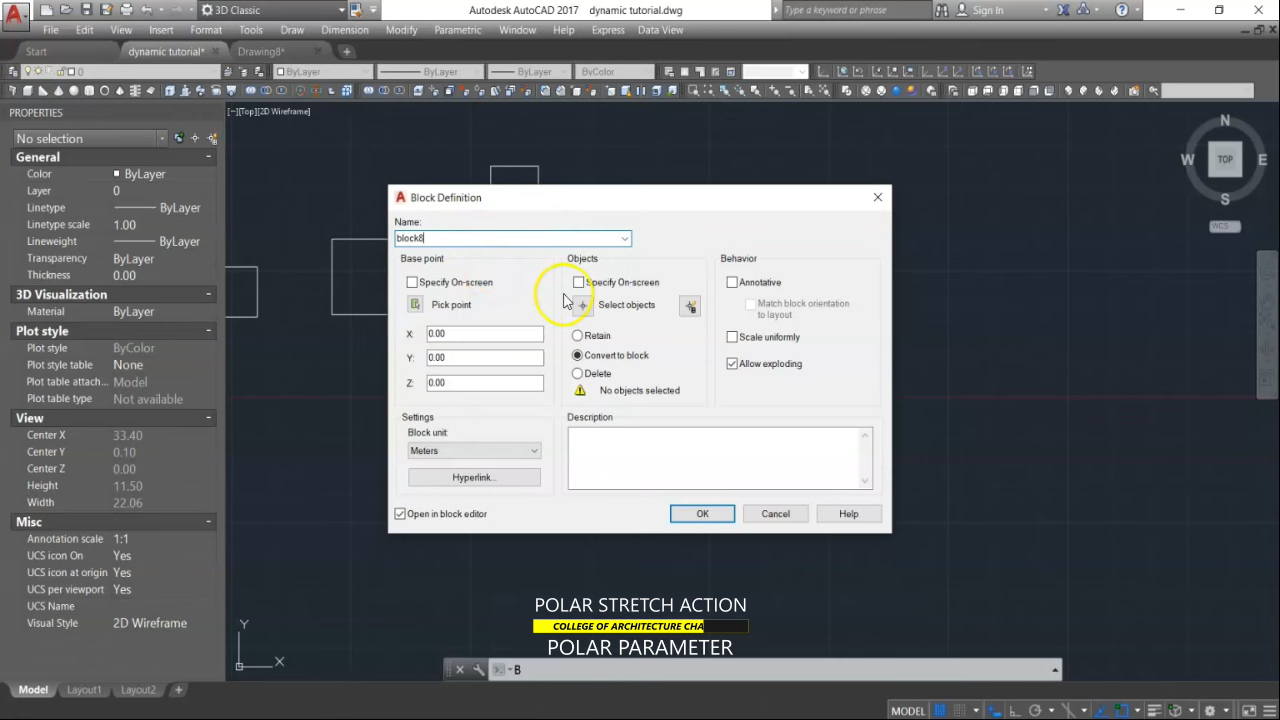 3D Classic
Autodesk AutoCAD 2017 dynamic tutorial.dwg
Type a keyword or phrase
Sign In
File Edit View Insert Format Tools Draw Dimension Modify Parametric Window Help Express Data View
Start
dynamic tutorial*
Drawing8*
0
ByLayer
ByLayer
ByLayer
ByColor
PROPERTIES
[−][Top][2D Wireframe]
No selection
General
Color ByLayer
Layer 0
Linetype ByLayer
Linetype scale 1.00
Lineweight ByLayer
Transparency ByLayer
Thickness 0.00
3D Visualization
Material ByLayer
Plot style
Plot style ByColor
Plot style table None
Plot table attach... Model
Plot table type Not available
View
Center X 33.40
Center Y 0.10
Center Z 0.00
Height 11.50
Width 22.06
Misc
Annotation scale 1:1
UCS icon On Yes
UCS icon at origin Yes
UCS per viewport Yes
UCS Name
Visual Style 2D Wireframe
N
W TOP E
S
WCS
Block Definition
Name:
block8
Base point
Specify On-screen
Pick point
X: 0.00
Y: 0.00
Z: 0.00
Objects
Specify On-screen
Select objects
Retain
Convert to block
Delete
No objects selected
Behavior
Annotative
Match block orientation
to layout
Scale uniformly
Allow exploding
Settings
Block unit:
Meters
Hyperlink...
Description
Open in block editor
OK
Cancel
Help
POLAR STRETCH ACTION
COLLEGE OF ARCHITECTURE CHA
POLAR PARAMETER
Y
X
B
Model
Layout1
Layout2
MODEL